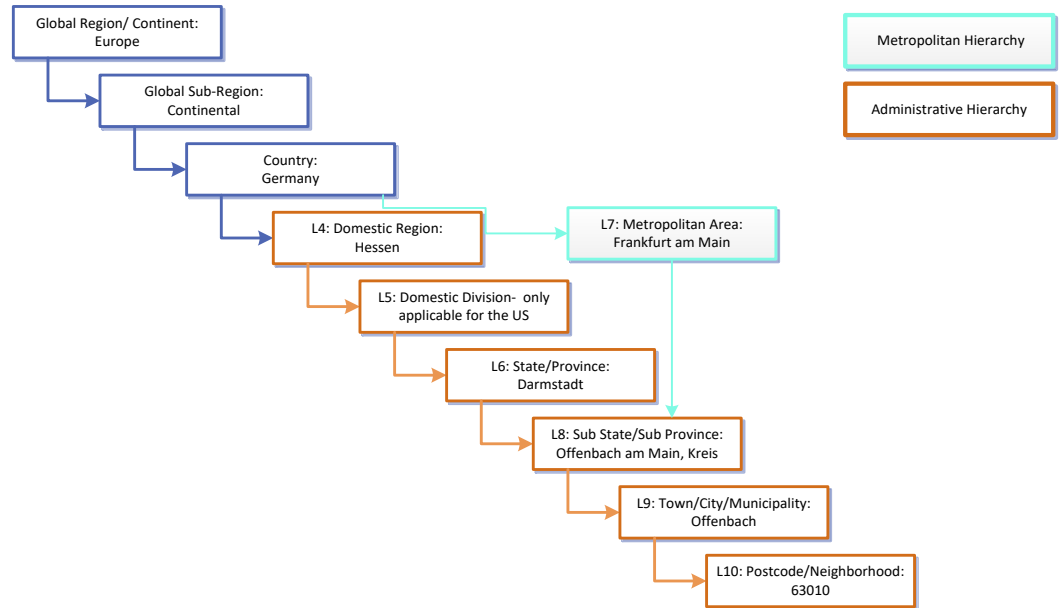 Global Region/ Continent:
Europe
Metropolitan Hierarchy
Global Sub-Region:
Continental
Administrative Hierarchy
Country:
Germany
L4: Domestic Region:
Hessen
L7: Metropolitan Area:
Frankfurt am Main
L5: Domestic Division-  only
applicable for the US
L6: State/Province:
Darmstadt
L8: Sub State/Sub Province:
Offenbach am Main, Kreis
L9: Town/City/Municipality:
Offenbach
L10: Postcode/Neighborhood:
63010